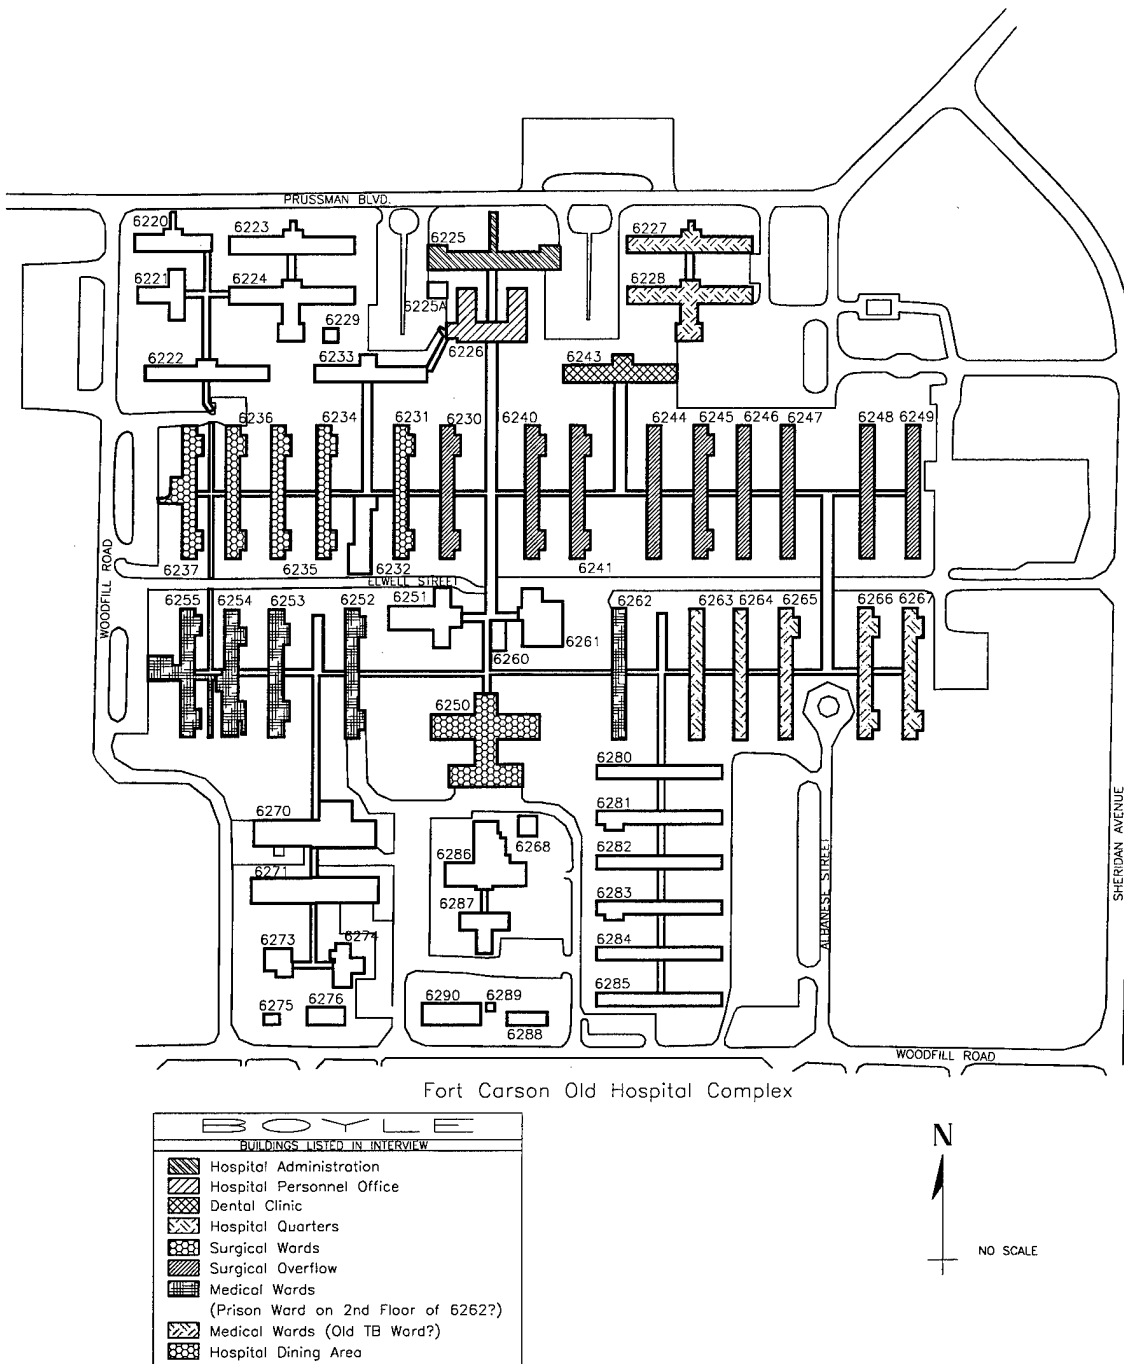 PRUSSMAN BLVD.
6220
6223
6225
6227
6221
6224
6228
6225A
6229
6233
6226
6243
6222
6236
6234
6231
6230
6240
6244
6245
6246
6247
6248
6249
WOODFILL ROAD
6237
6235
6232
6241
ELWELL STREET
6255
6254
6253
6252
6251
6262
6263
6264
6265
6266
6267
6261
6260
6250
6280
6270
6281
6268
6286
6282
6271
6283
6287
6273
6274
6284
6285
6275
6276
6290
6289
6288
ALBANESE STREET
SHERIDAN AVENUE
WOODFILL ROAD
Fort Carson Old Hospital Complex
BOYLE
BUILDINGS LISTED IN INTERVIEW
Hospital Administration
Hospital Personnel Office
Dental Clinic
Hospital Quarters
Surgical Wards
Surgical Overflow
Medical Wards
(Prison Ward on 2nd Floor of 6262?)
Medical Wards (Old TB Ward?)
Hospital Dining Area
N
NO SCALE